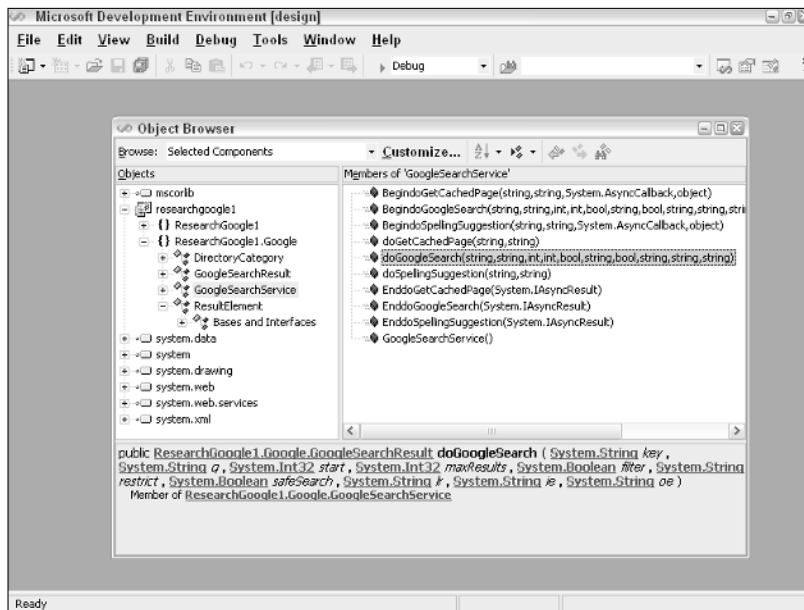 Microsoft Development Environment [design]
File Edit View Build Debug Tools Window Help
Debug
Object Browser
Browse: Selected Components Customize...
Objects
Members of 'GoogleSearchService'
mscorlib
researchgoogle1
{} ResearchGoogle1
{} ResearchGoogle1.Google
DirectoryCategory
GoogleSearchResult
GoogleSearchService
ResultElement
Bases and Interfaces
system.data
system
system.drawing
system.web
system.web.services
system.xml
BegindoGetCachedPage(string,string,System.AsyncCallback,object)
BegindoGoogleSearch(string,string,int,int,bool,string,bool,string,string,stri
BegindoSpellingSuggestion(string,string,System.AsyncCallback,object)
doGetCachedPage(string,string)
doGoogleSearch(string,string,int,int,bool,string,bool,string,string,string)
doSpellingSuggestion(string,string)
EnddoGetCachedPage(System.IAsyncResult)
EnddoGoogleSearch(System.IAsyncResult)
EnddoSpellingSuggestion(System.IAsyncResult)
GoogleSearchService()
public ResearchGoogle1.Google.GoogleSearchResult doGoogleSearch ( System.String key ,
System.String q , System.Int32 start , System.Int32 maxResults , System.Boolean filter , System.String
restrict , System.Boolean safeSearch , System.String lr , System.String ie , System.String oe )
Member of ResearchGoogle1.Google.GoogleSearchService
Ready